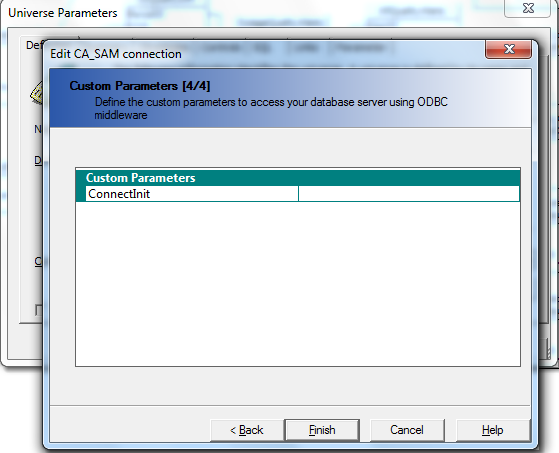 Universe Parameters
Edit CA_SAM connection
Custom Parameters [4/4]
Define the custom parameters to access your database server using ODBC
middleware
Custom Parameters
ConnectInit
< Back
Finish
Cancel
Help